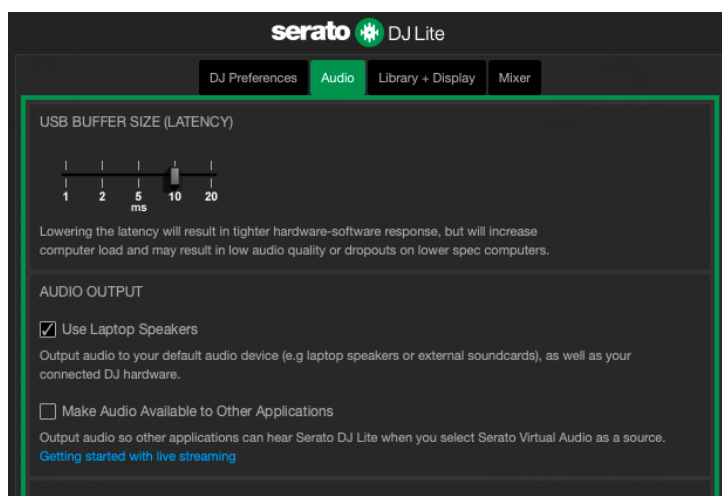 serato DJ Lite
DJ Preferences Audio Library + Display Mixer
USB BUFFER SIZE (LATENCY)
1 2 5 10 20
ms
Lowering the latency will result in tighter hardware-software response, but will increase
computer load and may result in low audio quality or dropouts on lower spec computers.
AUDIO OUTPUT
Use Laptop Speakers
Output audio to your default audio device (e.g laptop speakers or external soundcards), as well as your
connected DJ hardware.
Make Audio Available to Other Applications
Output audio so other applications can hear Serato DJ Lite when you select Serato Virtual Audio as a source.
Getting started with live streaming